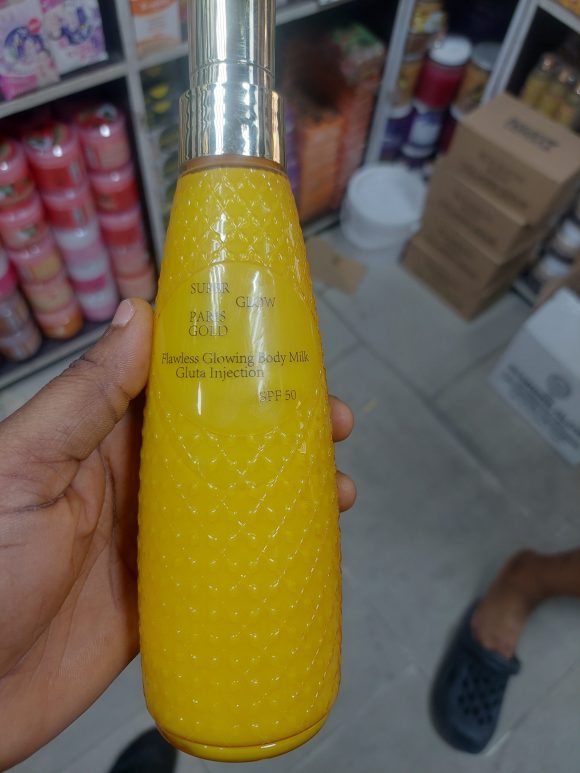 SUPER
GLOW
PARIS
GOLD
Flawless Glowing Body Milk
Gluta Injection
SPF 50